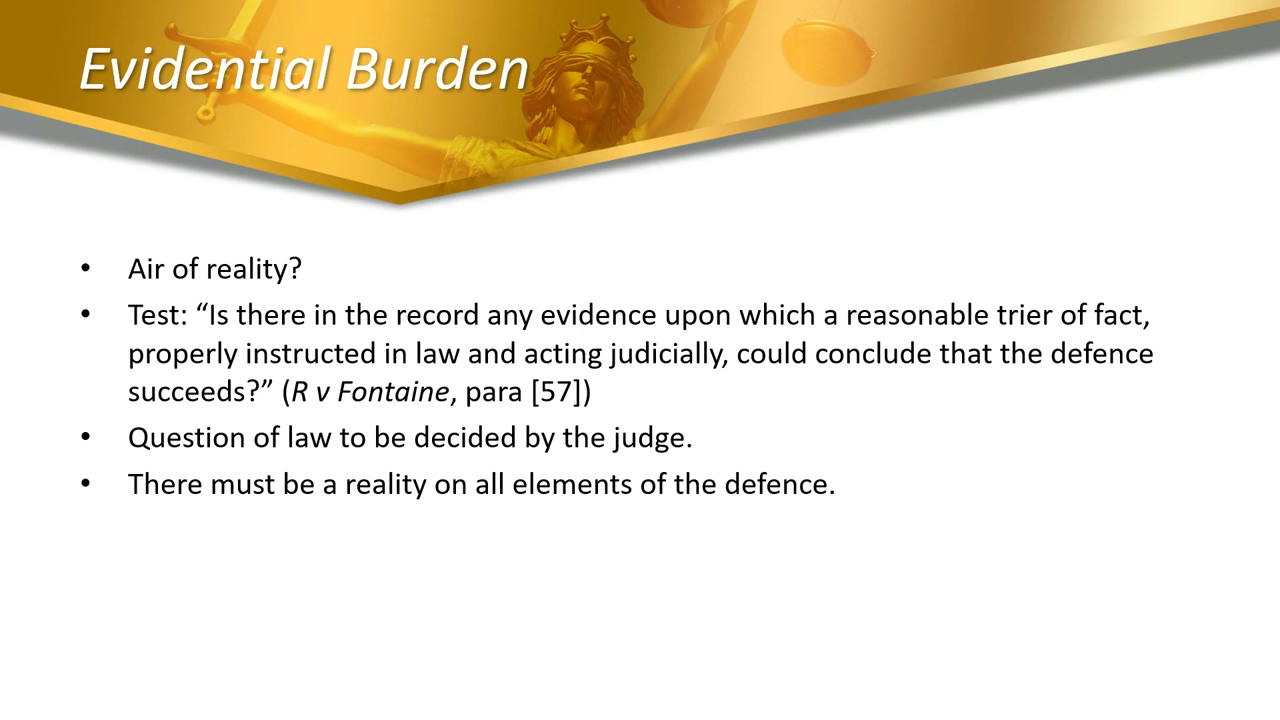 Evidential Burden
• Air of reality?
• Test: “Is there in the record any evidence upon which a reasonable trier of fact,
properly instructed in law and acting judicially, could conclude that the defence
succeeds?” (R v Fontaine, para [57])
• Question of law to be decided by the judge.
• There must be a reality on all elements of the defence.